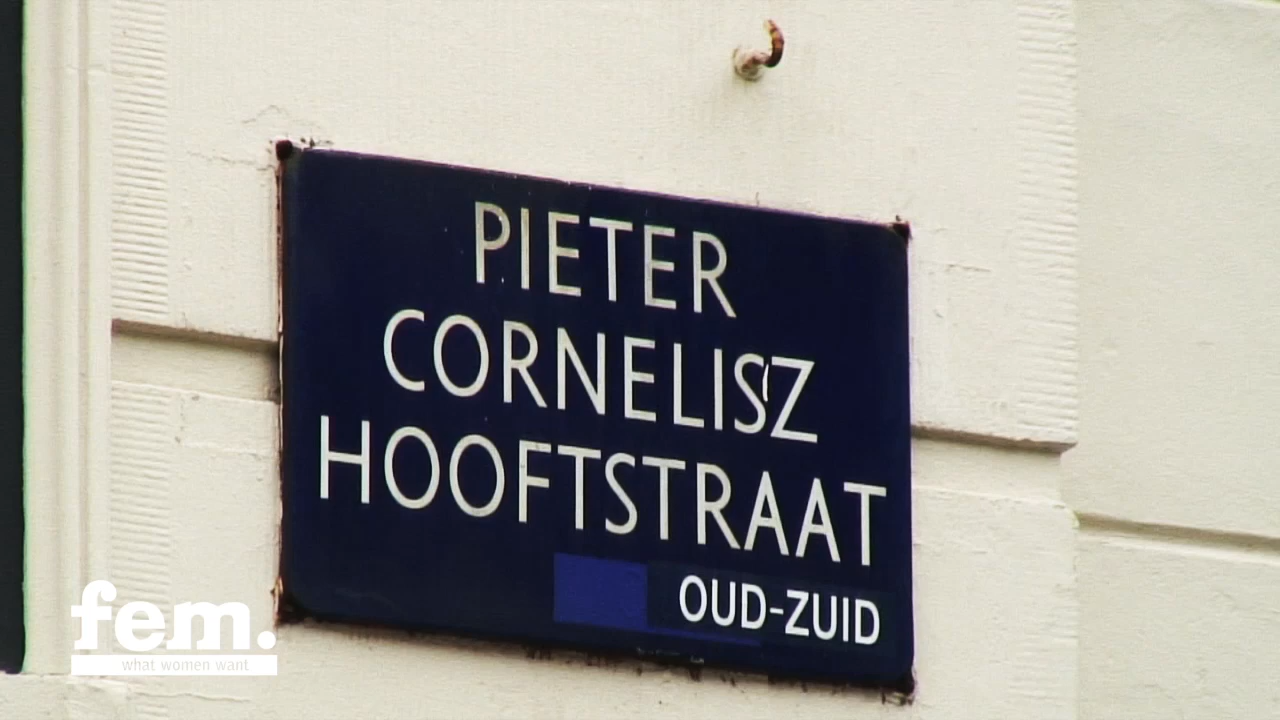 PIETER
CORNELISZ
HOOFTSTRAAT
OUD-ZUID
fem.
what women want